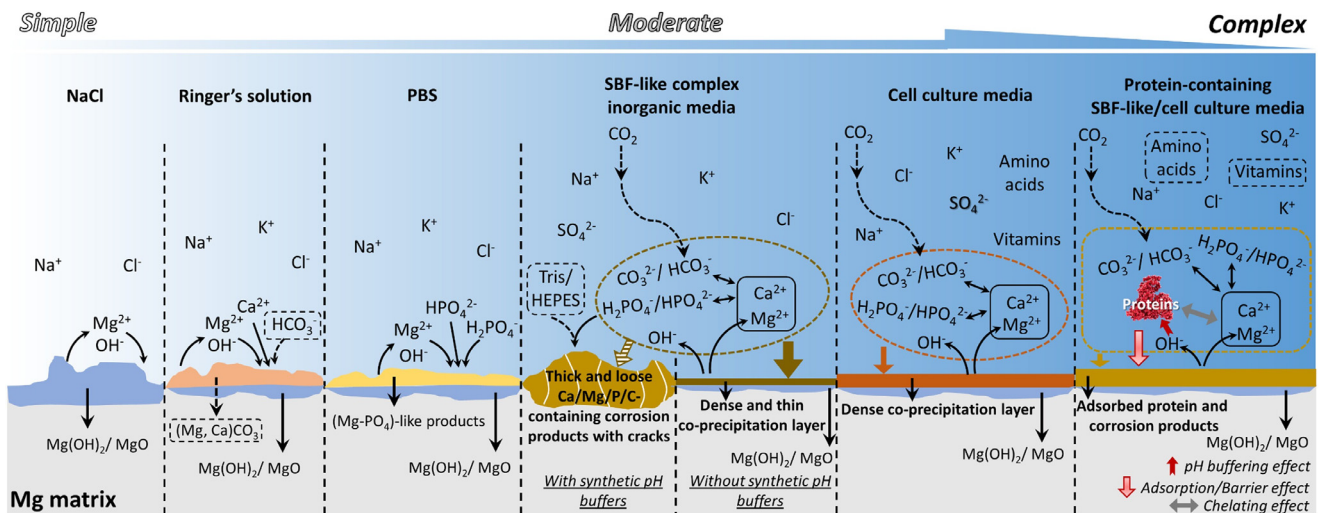 Simple
Moderate
Complex
NaCl
Na⁺
Cl⁻
Mg²⁺
OH⁻
Mg(OH)₂/ MgO
Ringer's solution
Na⁺
K⁺
Cl⁻
Ca²⁺
Mg²⁺
OH⁻
HCO₃⁻
(Mg, Ca)CO₃
Mg(OH)₂/ MgO
PBS
Na⁺
K⁺
Cl⁻
HPO₄²⁻
Mg²⁺
H₂PO₄⁻
OH⁻
(Mg-PO₄)-like products
Mg(OH)₂/ MgO
SBF-like complex
inorganic media
CO₂
Na⁺
K⁺
SO₄²⁻
Cl⁻
Tris/
HEPES
CO₃²⁻/ HCO₃⁻
H₂PO₄⁻/HPO₄²⁻
Ca²⁺
Mg²⁺
OH⁻
Thick and loose
Ca/Mg/P/C-
containing corrosion
products with cracks
Dense and thin
co-precipitation layer
Mg(OH)₂/ MgO
With synthetic pH
buffers
Without synthetic pH
buffers
Cell culture media
CO₂
K⁺
Cl⁻
Amino
acids
SO₄²⁻
Na⁺
Vitamins
CO₃²⁻/HCO₃⁻
H₂PO₄⁻/HPO₄²⁻
Ca²⁺
Mg²⁺
OH⁻
Dense co-precipitation layer
Mg(OH)₂/ MgO
Protein-containing
SBF-like/cell culture media
CO₂
Amino
acids
SO₄²⁻
Vitamins
Na⁺
Cl⁻
K⁺
CO₃²⁻/ HCO₃⁻
H₂PO₄⁻/HPO₄²⁻
Proteins
Ca²⁺
Mg²⁺
OH⁻
Adsorbed protein and
corrosion products
Mg(OH)₂/ MgO
pH buffering effect
Adsorption/Barrier effect
Chelating effect
Mg matrix